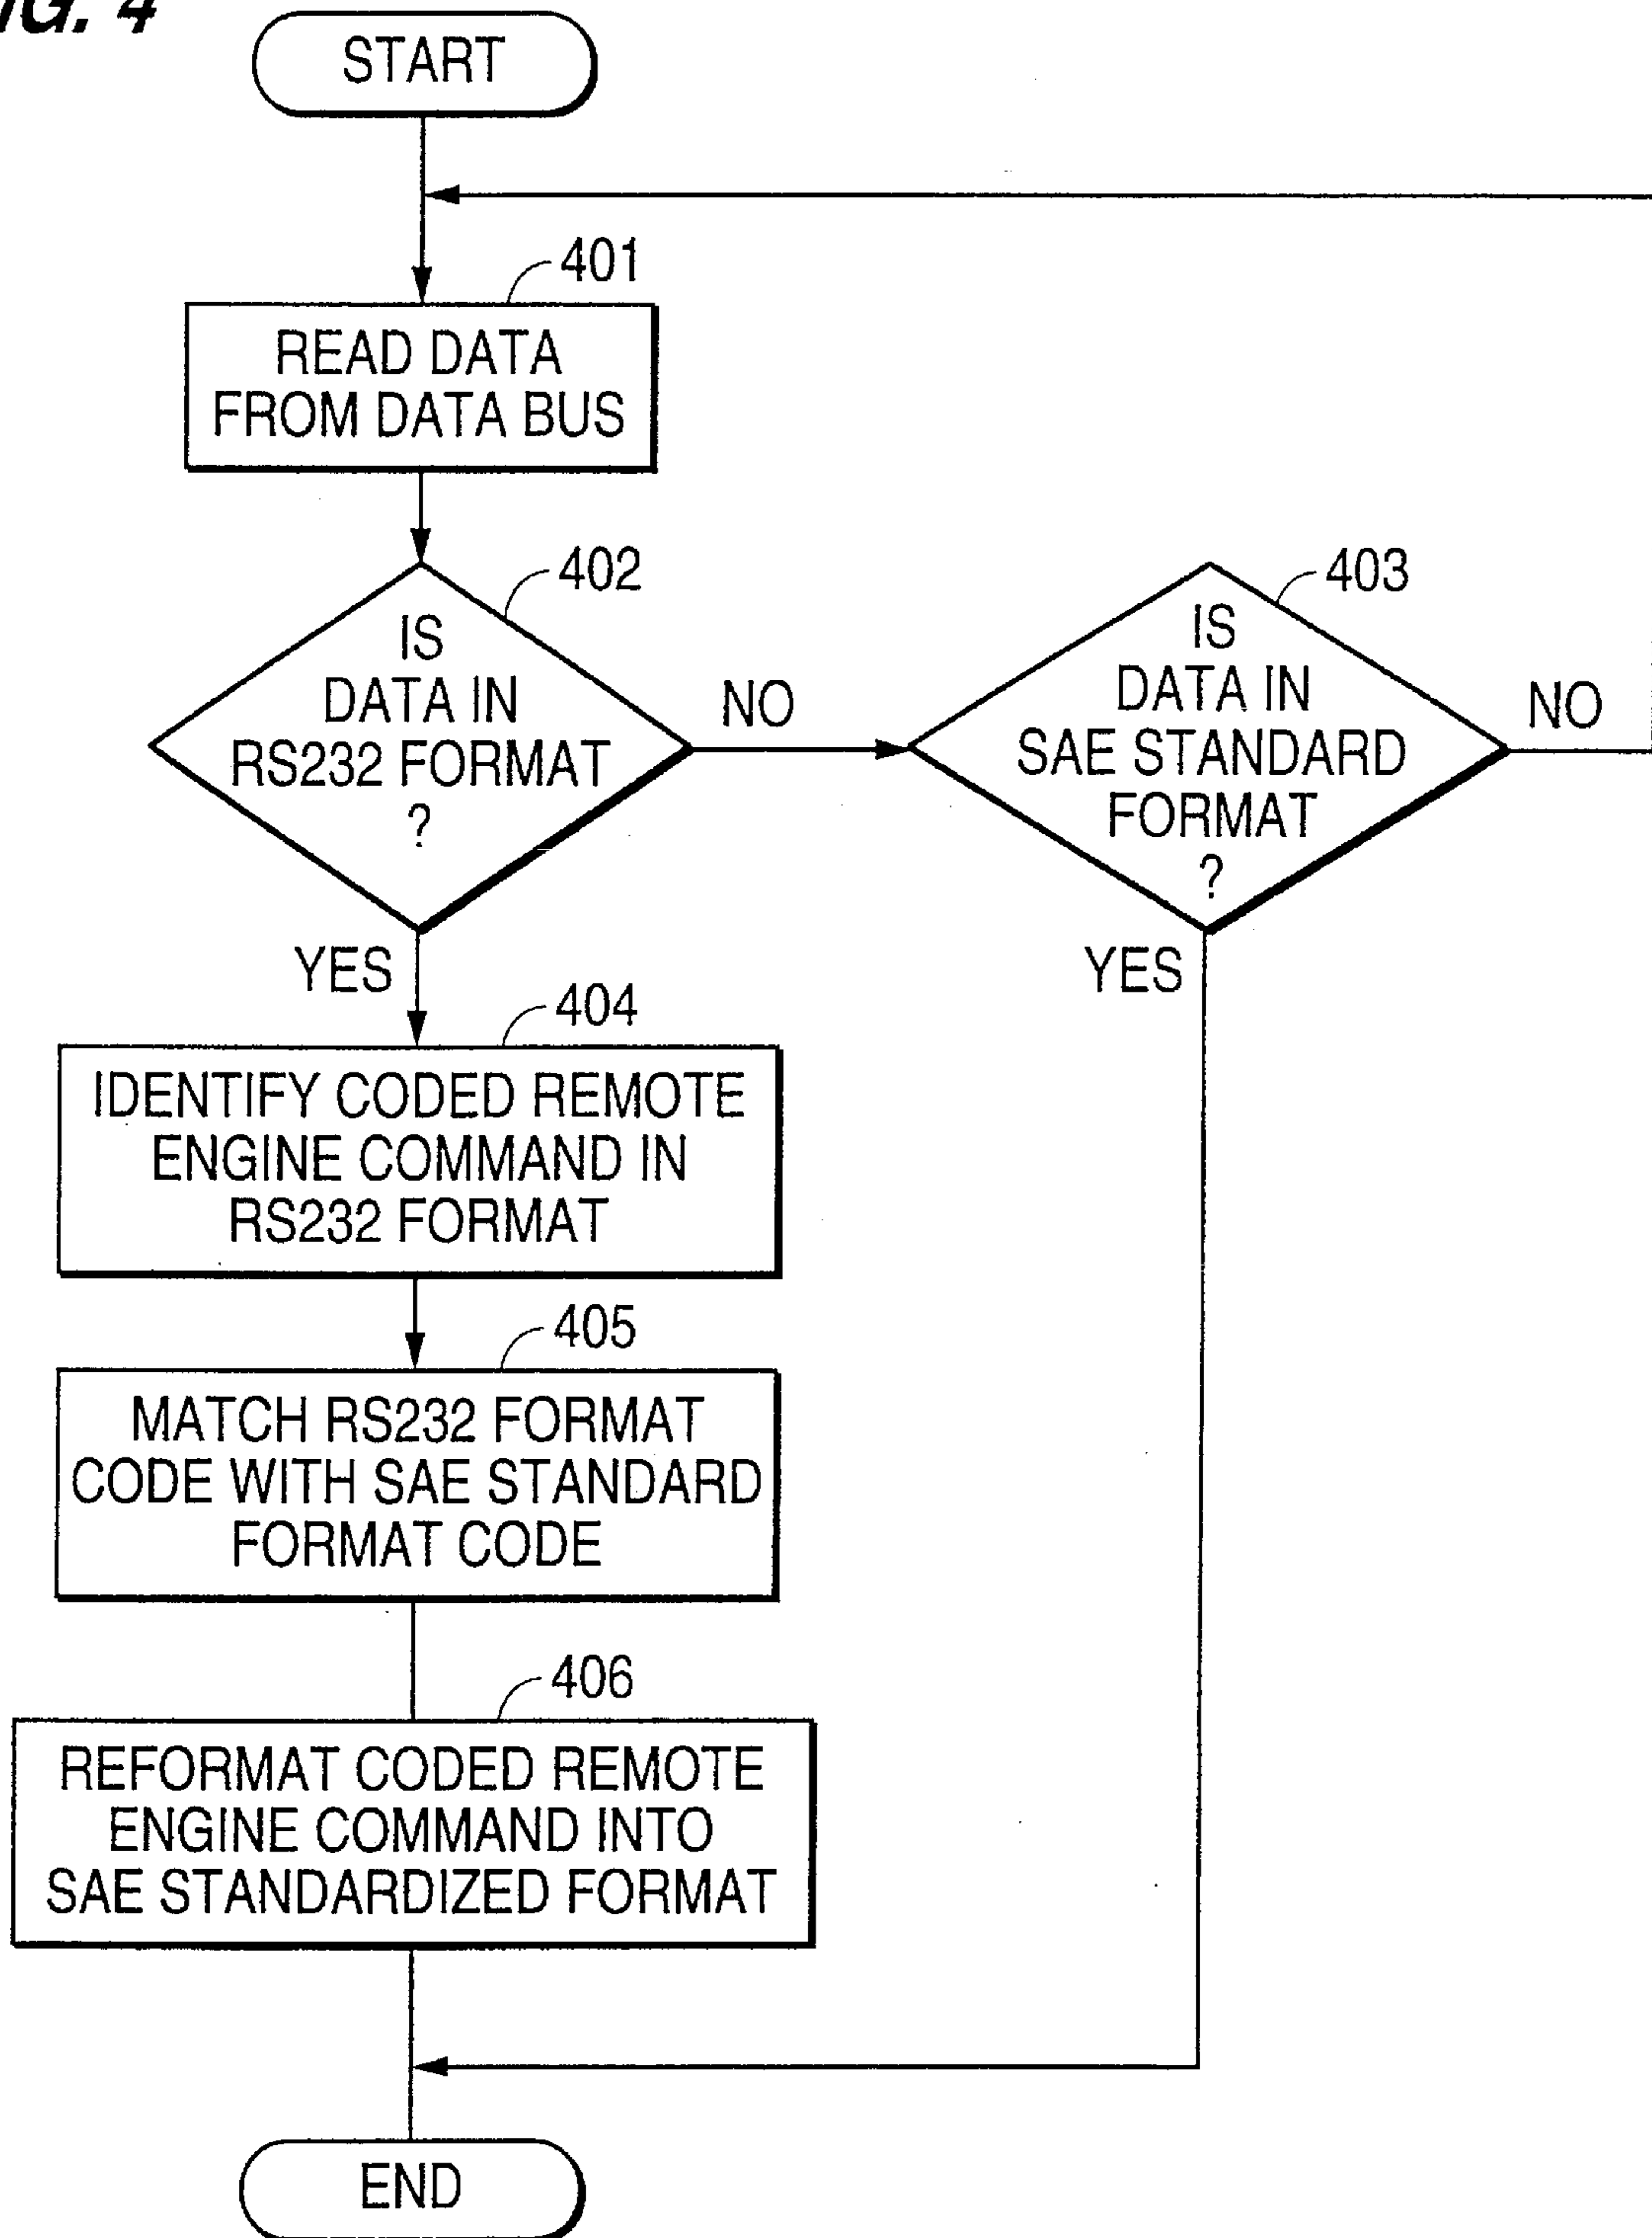 FIG. 4
START
401
READ DATA
FROM DATA BUS
402
IS
DATA IN
RS232 FORMAT
?
NO
403
IS
DATA IN
SAE STANDARD
FORMAT
?
NO
YES
YES
404
IDENTIFY CODED REMOTE
ENGINE COMMAND IN
RS232 FORMAT
405
MATCH RS232 FORMAT
CODE WITH SAE STANDARD
FORMAT CODE
406
REFORMAT CODED REMOTE
ENGINE COMMAND INTO
SAE STANDARDIZED FORMAT
END